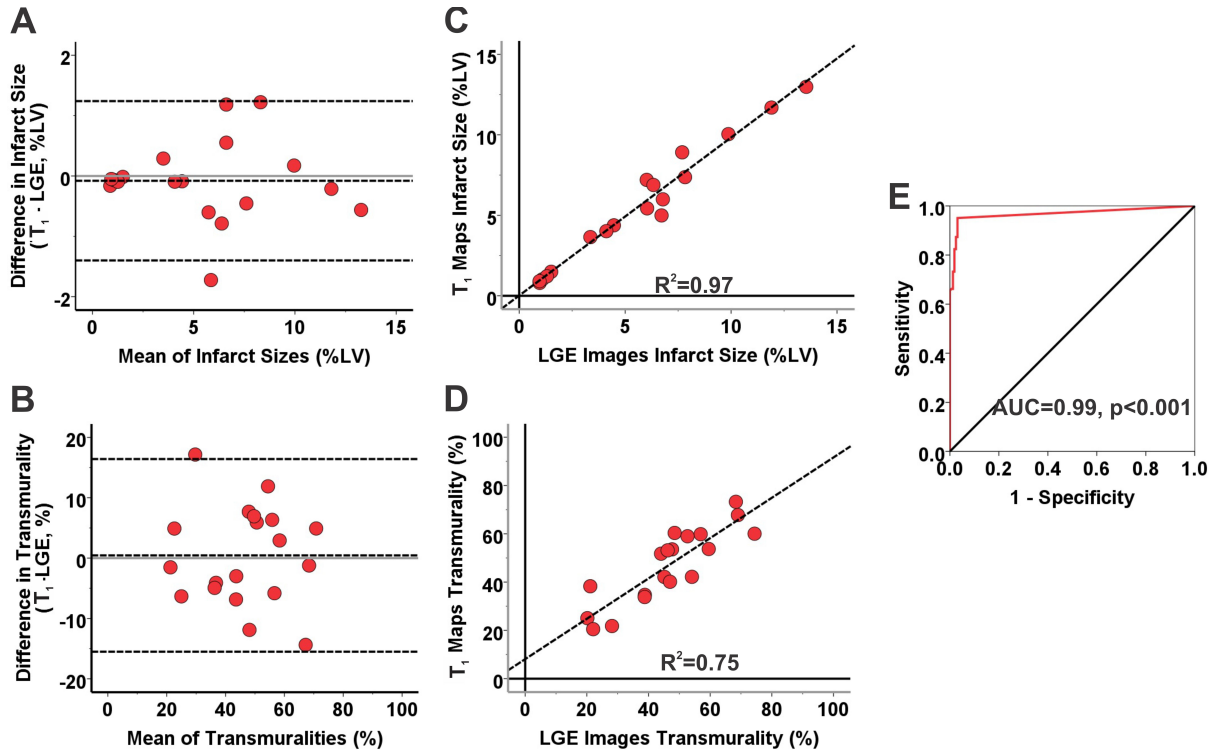 A
Difference in Infarct Size
(T1 - LGE, %LV)
2
0
-2
0 5 10 15
Mean of Infarct Sizes (%LV)
C
T1 Maps Infarct Size (%LV)
15
10
5
0
R²=0.97
0 5 10 15
LGE Images Infarct Size (%LV)
B
Difference in Transmurality
(T1 -LGE, %)
20
10
0
-10
-20
0 20 40 60 80 100
Mean of Transmuralities (%)
D
T1 Maps Transmurality (%)
100
80
60
40
20
0
R²=0.75
0 20 40 60 80 100
LGE Images Transmurality (%)
E
Sensitivity
1.0
0.8
0.6
0.4
0.2
0.0
AUC=0.99, p<0.001
0.0 0.2 0.4 0.6 0.8 1.0
1 - Specificity